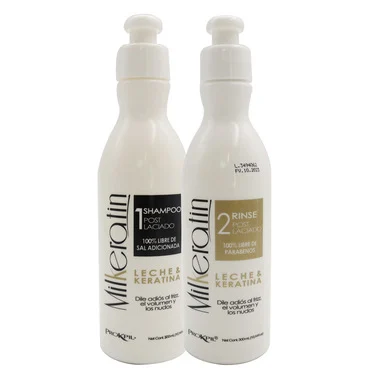 Milkeratin
1 SHAMPOO
POST
LACIADO
100% LIBRE DE
SAL ADICIONADA
LECHE &
KERATINA
Dile adiós al frizz,
el volumen y
los nudos
PROKPIL
Milkeratin
2 RINSE
POST
LACIADO
100% LIBRE DE
PARABENOS
LECHE &
KERATINA
Dile adiós al frizz,
el volumen y
los nudos
PROKPIL